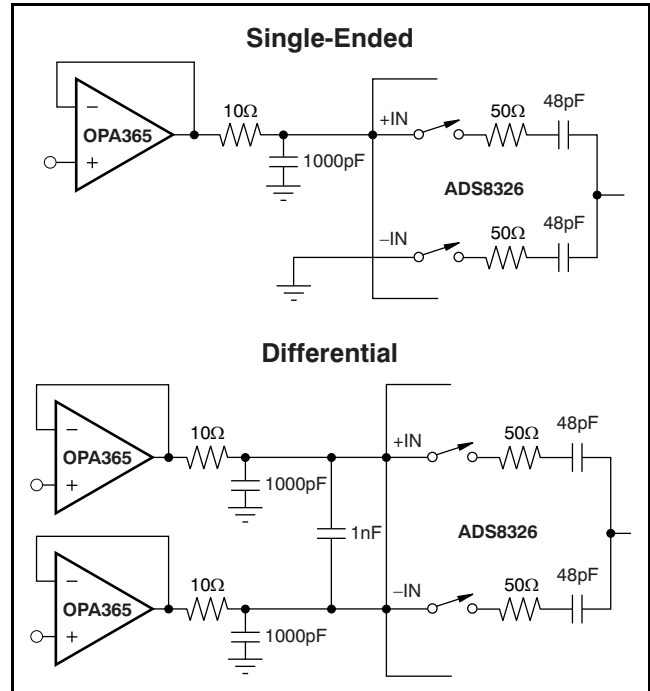 Single-Ended
−
OPA365
+
10Ω
1000pF
+IN
50Ω
48pF
ADS8326
−IN
50Ω
48pF
Differential
−
OPA365
+
10Ω
1000pF
+IN
50Ω
48pF
1nF
ADS8326
−
OPA365
+
10Ω
1000pF
−IN
50Ω
48pF